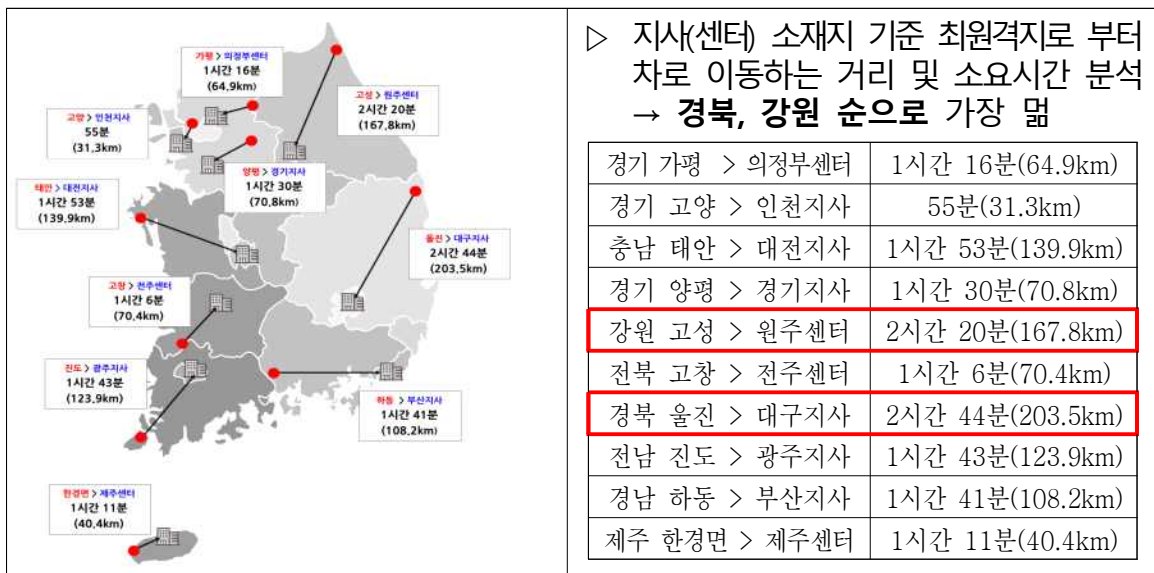 가평 > 의정부센터
1시간 16분
(64.9km)
고성 > 원주센터
2시간 20분
(167.8km)
고양 > 인천지사
55분
(31.3km)
양평 > 경기지사
1시간 30분
(70.8km)
태안 > 대전지사
1시간 53분
(139.9km)
울진 > 대구지사
2시간 44분
(203.5km)
고창 > 전주센터
1시간 6분
(70.4km)
진도 > 광주지사
1시간 43분
(123.9km)
하동 > 부산지사
1시간 41분
(108.2km)
한경면 > 제주센터
1시간 11분
(40.4km)
▷ 지사(센터) 소재지 기준 최원격지로 부터
차로 이동하는 거리 및 소요시간 분석
→ 경북, 강원 순으로 가장 멂
경기 가평 > 의정부센터 1시간 16분(64.9km)
경기 고양 > 인천지사 55분(31.3km)
충남 태안 > 대전지사 1시간 53분(139.9km)
경기 양평 > 경기지사 1시간 30분(70.8km)
강원 고성 > 원주센터 2시간 20분(167.8km)
전북 고창 > 전주센터 1시간 6분(70.4km)
경북 울진 > 대구지사 2시간 44분(203.5km)
전남 진도 > 광주지사 1시간 43분(123.9km)
경남 하동 > 부산지사 1시간 41분(108.2km)
제주 한경면 > 제주센터 1시간 11분(40.4km)